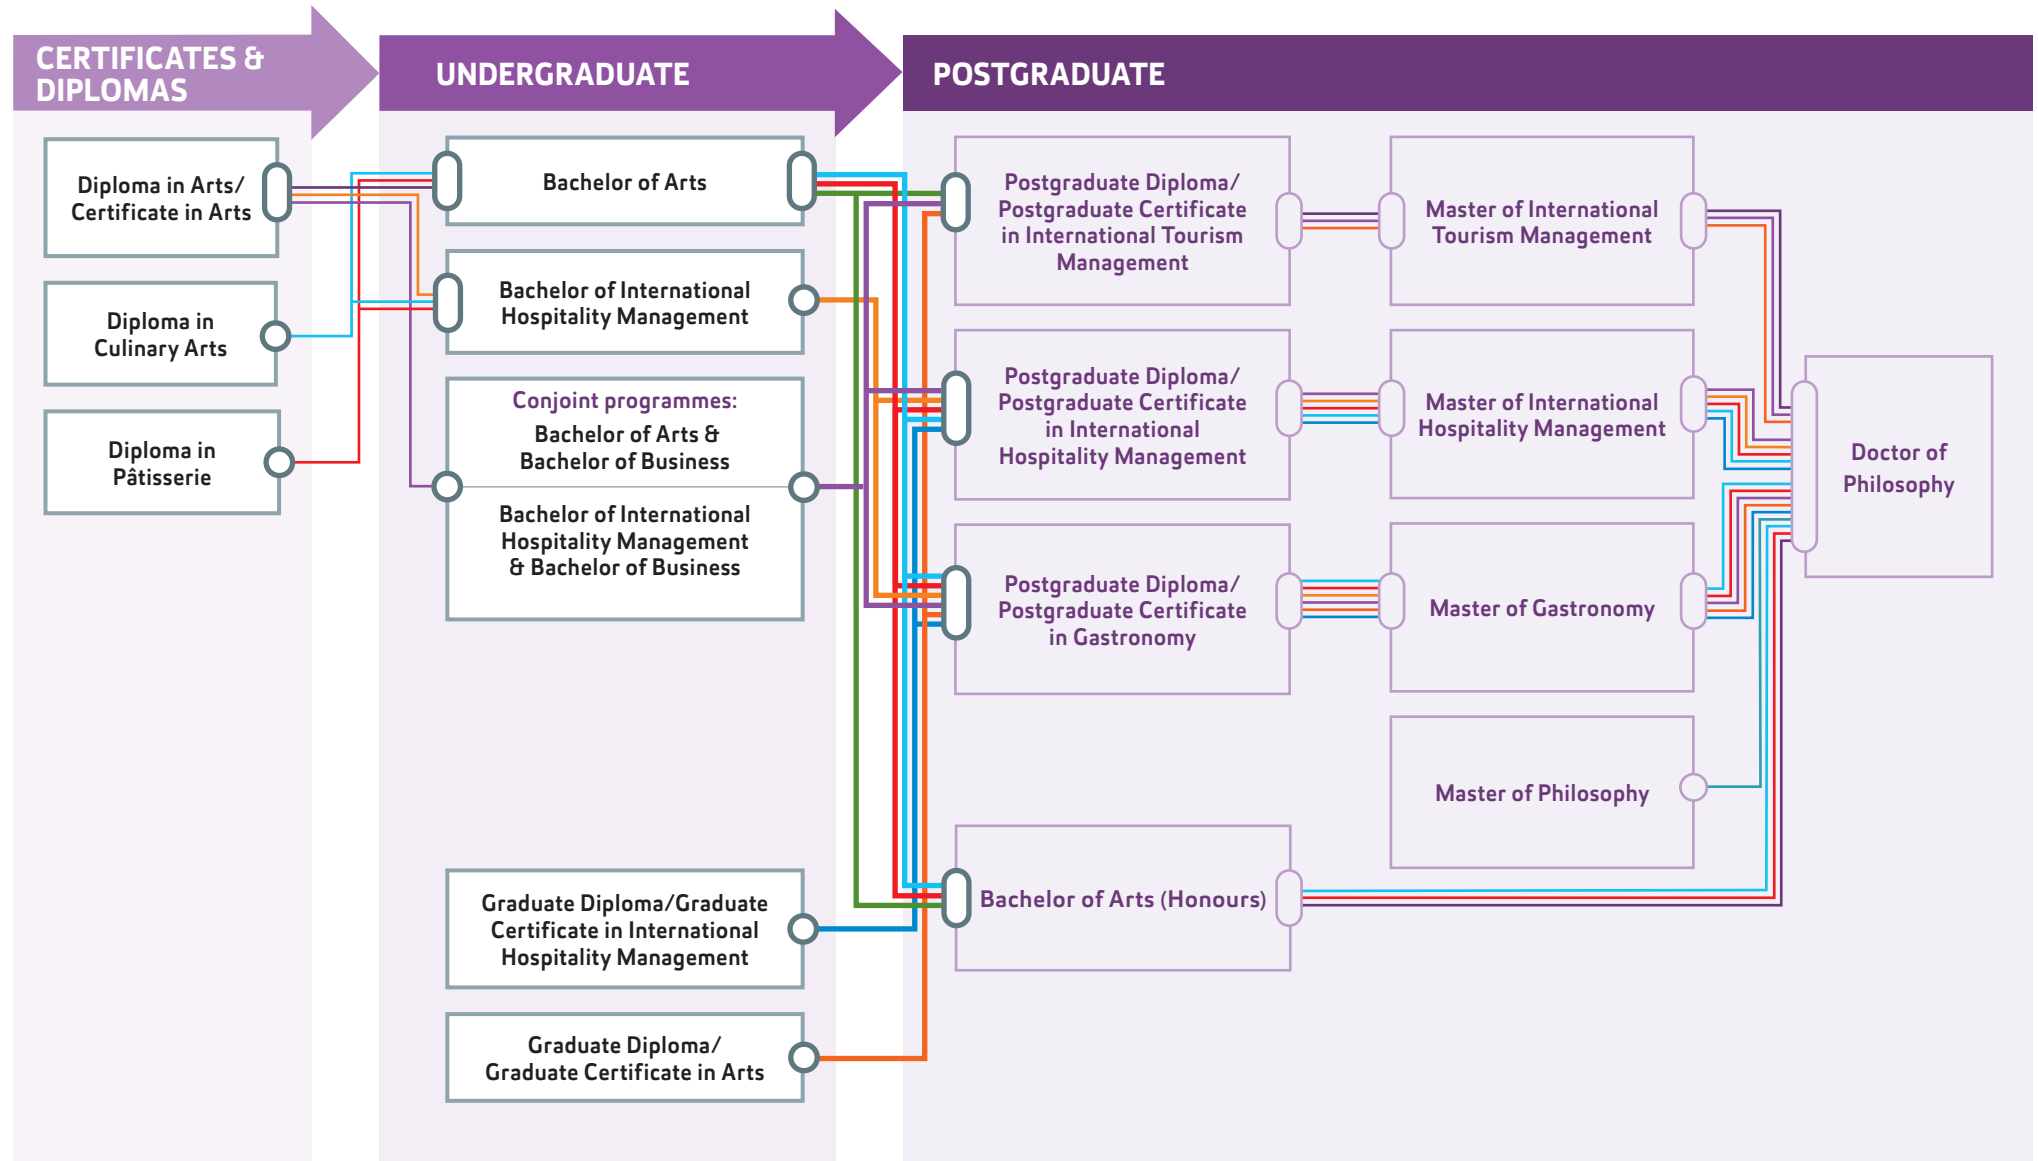 CERTIFICATES &
DIPLOMAS
UNDERGRADUATE
POSTGRADUATE
Diploma in Arts/
Certificate in Arts
Diploma in
Culinary Arts
Diploma in
Pâtisserie
Bachelor of Arts
Bachelor of International
Hospitality Management
Conjoint programmes:
Bachelor of Arts &
Bachelor of Business
Bachelor of International
Hospitality Management
& Bachelor of Business
Graduate Diploma/Graduate
Certificate in International
Hospitality Management
Graduate Diploma/
Graduate Certificate in Arts
Postgraduate Diploma/
Postgraduate Certificate
in International Tourism
Management
Postgraduate Diploma/
Postgraduate Certificate
in International
Hospitality Management
Postgraduate Diploma/
Postgraduate Certificate
in Gastronomy
Bachelor of Arts (Honours)
Master of International
Tourism Management
Master of International
Hospitality Management
Master of Gastronomy
Master of Philosophy
Doctor of
Philosophy